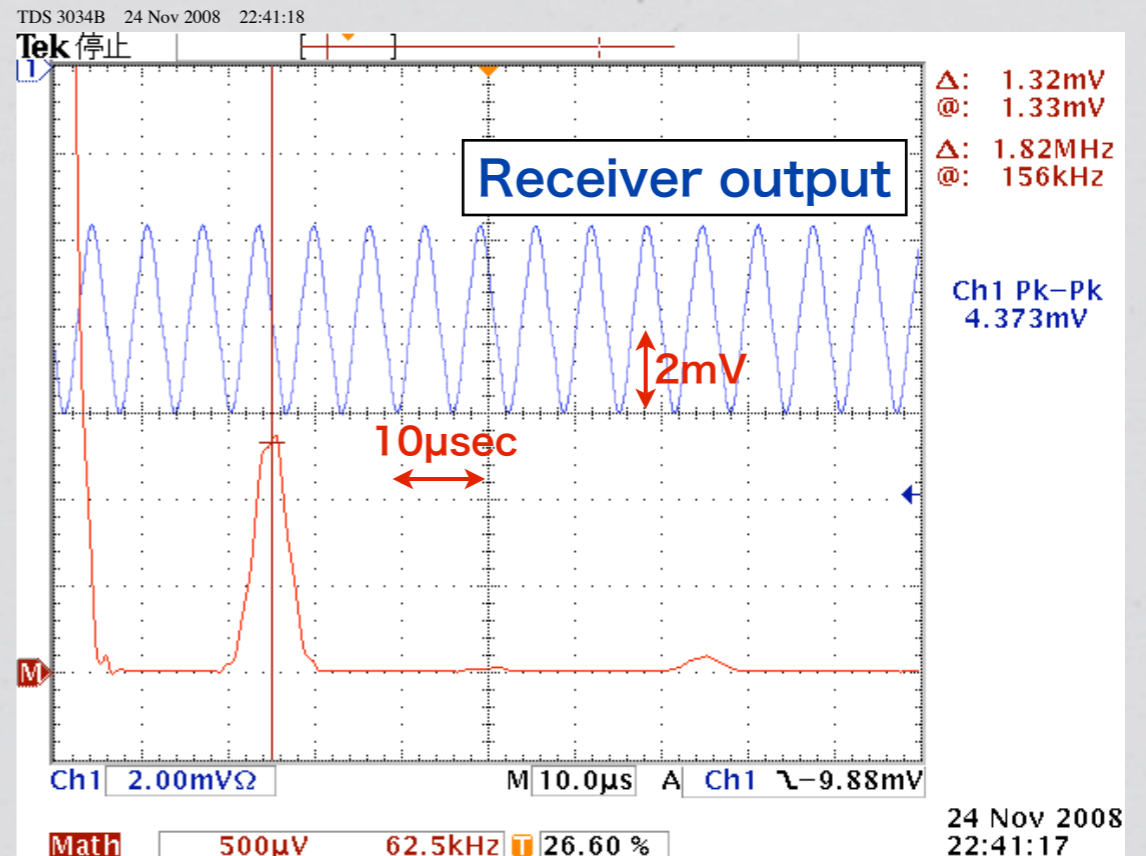 TDS 3034B 24 Nov 2008 22:41:18
Tek 停止
1
Δ: 1.32mV
@: 1.33mV
Δ: 1.82MHz
@: 156kHz
Receiver output
Ch1 Pk-Pk
4.373mV
2mV
10μsec
M
Ch1 2.00mVΩ M 10.0μs A Ch1 -9.88mV
24 Nov 2008
22:41:17
Math 500μV 62.5kHz T 26.60 %